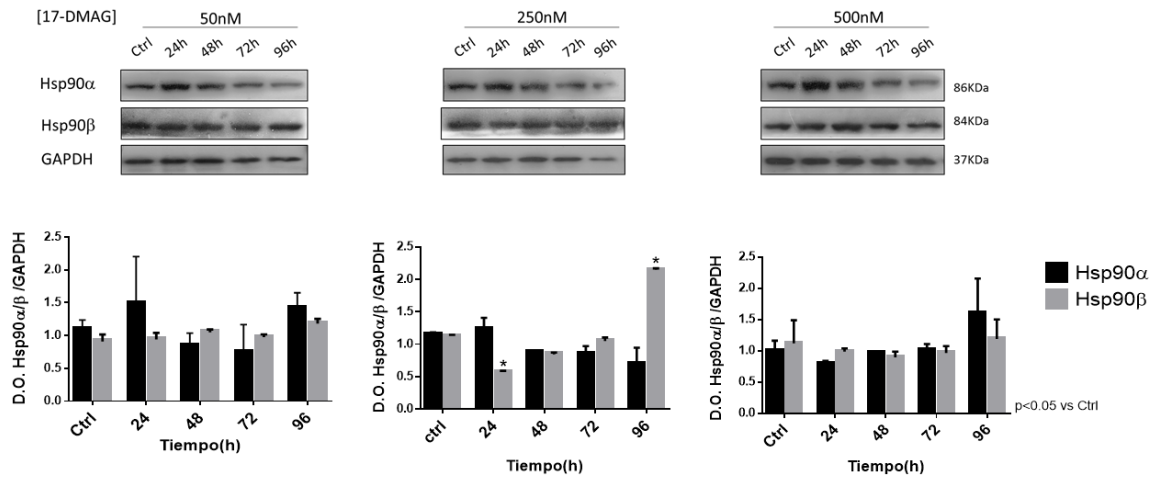 [17-DMAG] 50nM 250nM 500nM
Ctrl 24h 48h 72h 96h Ctrl 24h 48h 72h 96h Ctrl 24h 48h 72h 96h
Hsp90α 86KDa
Hsp90β 84KDa
GAPDH 37KDa
D.O. Hsp90α/β /GAPDH
2.5
2.0
1.5
1.0
0.5
0.0
Ctrl 24 48 72 96
Tiempo(h)
D.O. Hsp90α/β /GAPDH
2.5
2.0
1.5
1.0
0.5
0.0
* *
ctrl 24 48 72 96
Tiempo(h)
D.O. Hsp90α/β /GAPDH
2.5
2.0
1.5
1.0
0.5
0.0
Ctrl 24 48 72 96
Tiempo(h)
Hsp90α
Hsp90β
p<0.05 vs Ctrl